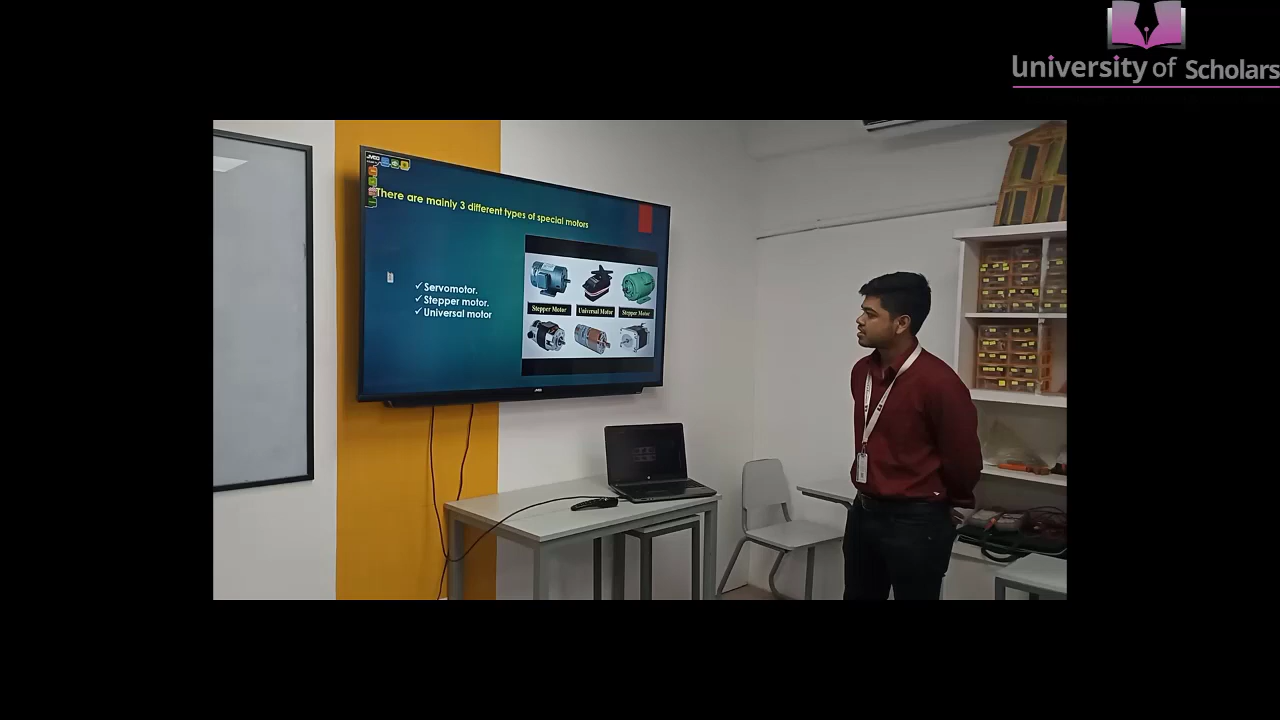 University of Scholars
JVCO
There are mainly 3 different types of special motors
✓ Servomotor.
✓ Stepper motor.
✓ Universal motor
Stepper Motor
Universal Motor
Stepper Motor